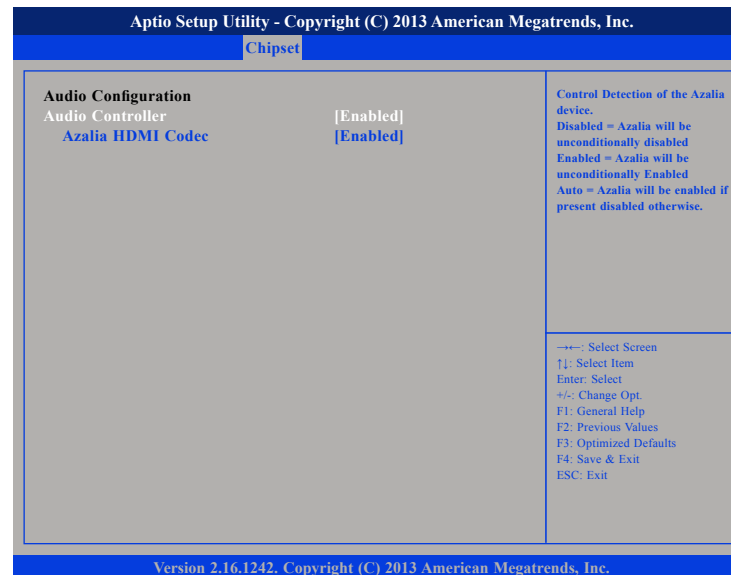 Aptio Setup Utility - Copyright (C) 2013 American Megatrends, Inc.
Chipset
Audio Configuration
Audio Controller [Enabled]
Azalia HDMI Codec [Enabled]
Control Detection of the Azalia
device.
Disabled = Azalia will be
unconditionally disabled
Enabled = Azalia will be
unconditionally Enabled
Auto = Azalia will be enabled if
present disabled otherwise.
→←: Select Screen
↑↓: Select Item
Enter: Select
+/-: Change Opt.
F1: General Help
F2: Previous Values
F3: Optimized Defaults
F4: Save & Exit
ESC: Exit
Version 2.16.1242. Copyright (C) 2013 American Megatrends, Inc.